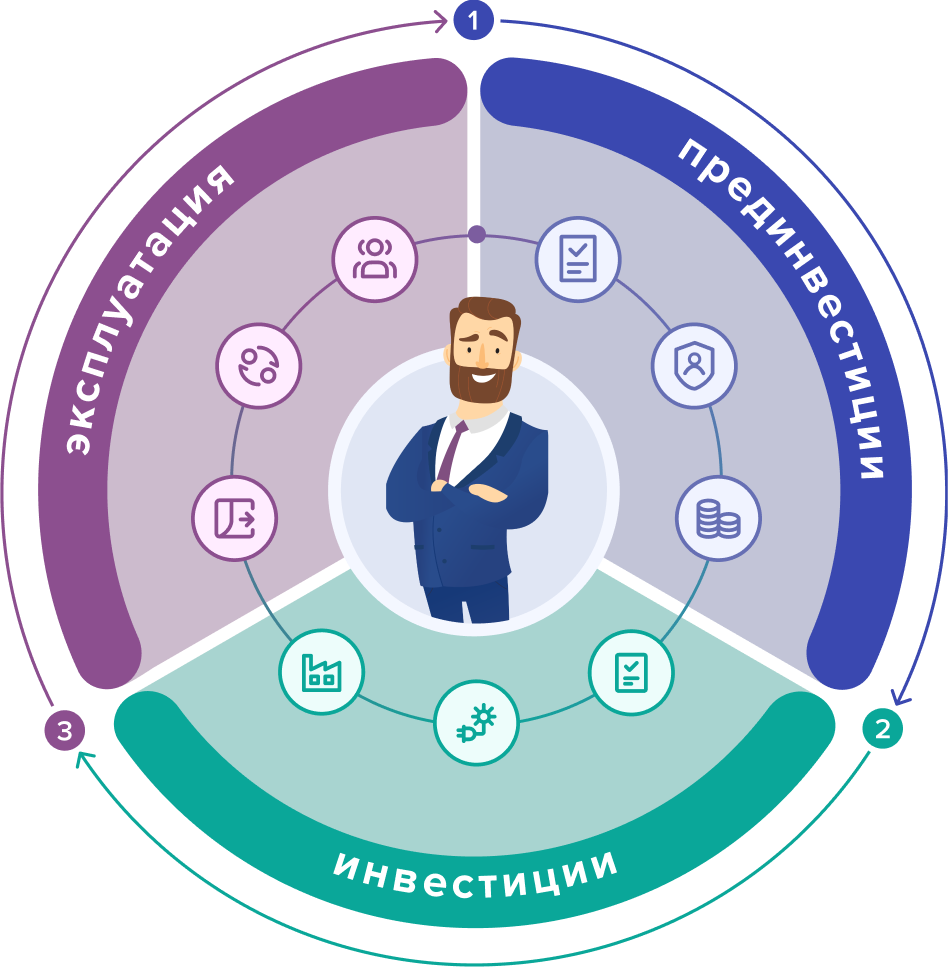 1
прединвестиции
2
инвестиции
3
эксплуатация